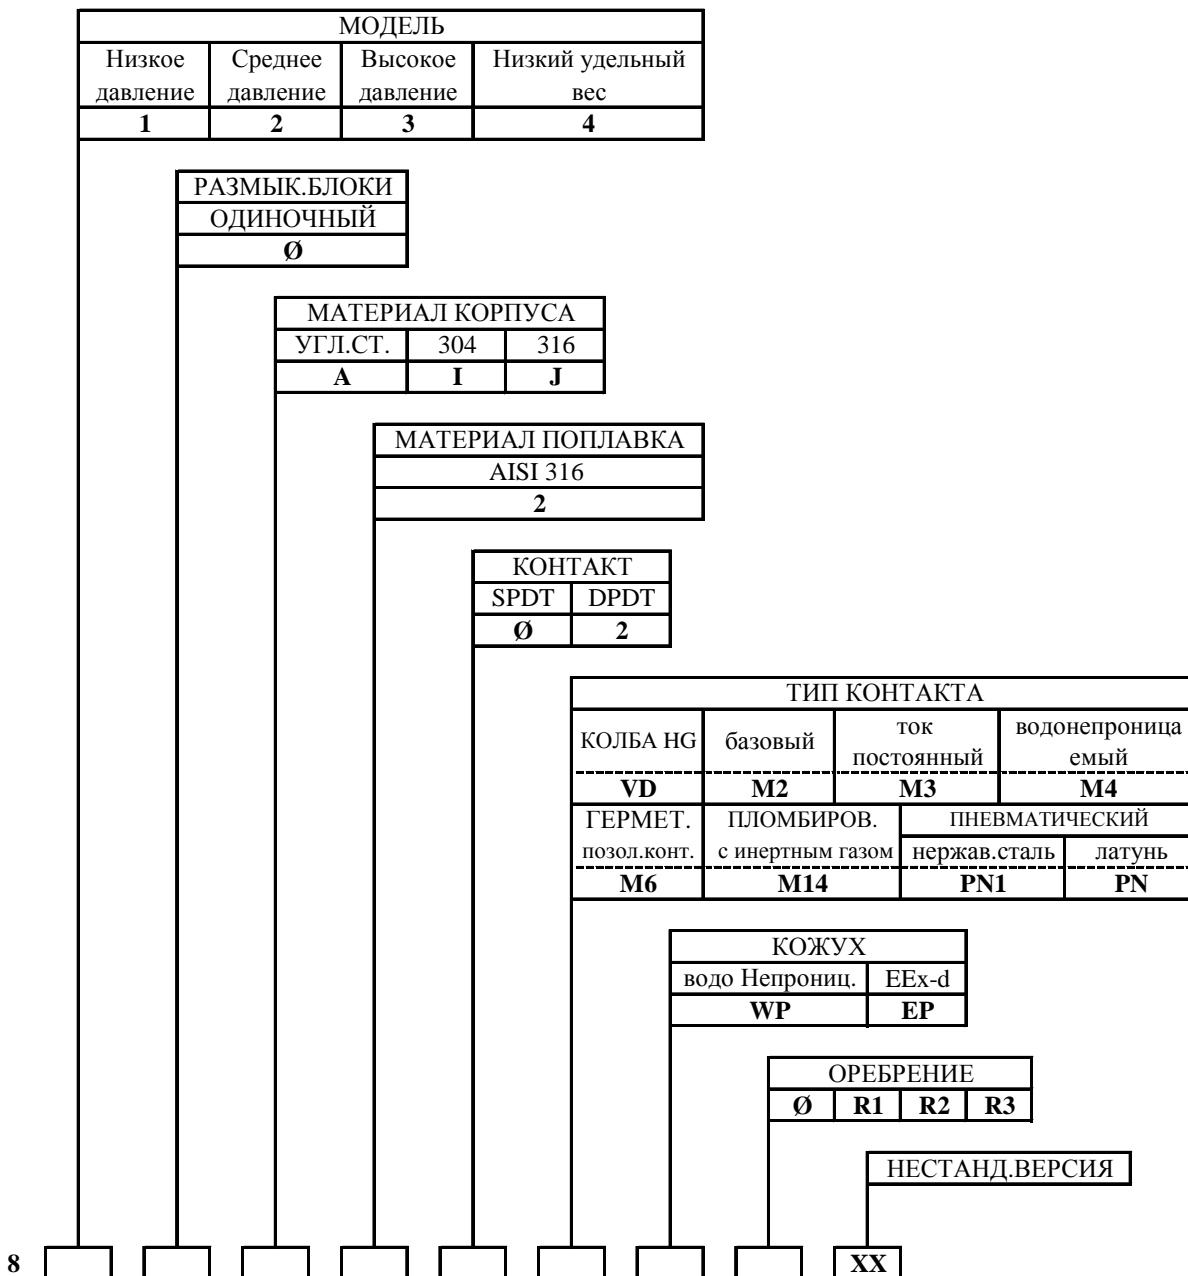 МОДЕЛЬ
Низкое давление Среднее давление Высокое давление Низкий удельный вес
1 2 3 4
РАЗМЫК.БЛОКИ
ОДИНОЧНЫЙ
Ø
МАТЕРИАЛ КОРПУСА
УГЛ.СТ. 304 316
A I J
МАТЕРИАЛ ПОПЛАВКА
AISI 316
2
КОНТАКТ
SPDT DPDT
Ø 2
ТИП КОНТАКТА
КОЛБА HG базовый ток постоянный водонепроница емый
VD M2 M3 M4
ГЕРМЕТ. ПЛОМБИРОВ. ПНЕВМАТИЧЕСКИЙ
позол.конт. с инертным газом нержав.сталь латунь
M6 M14 PN1 PN
КОЖУХ
водо Непрониц. EEx-d
WP EP
ОРЕБРЕНИЕ
Ø R1 R2 R3
НЕСТАНД.ВЕРСИЯ
8 XX